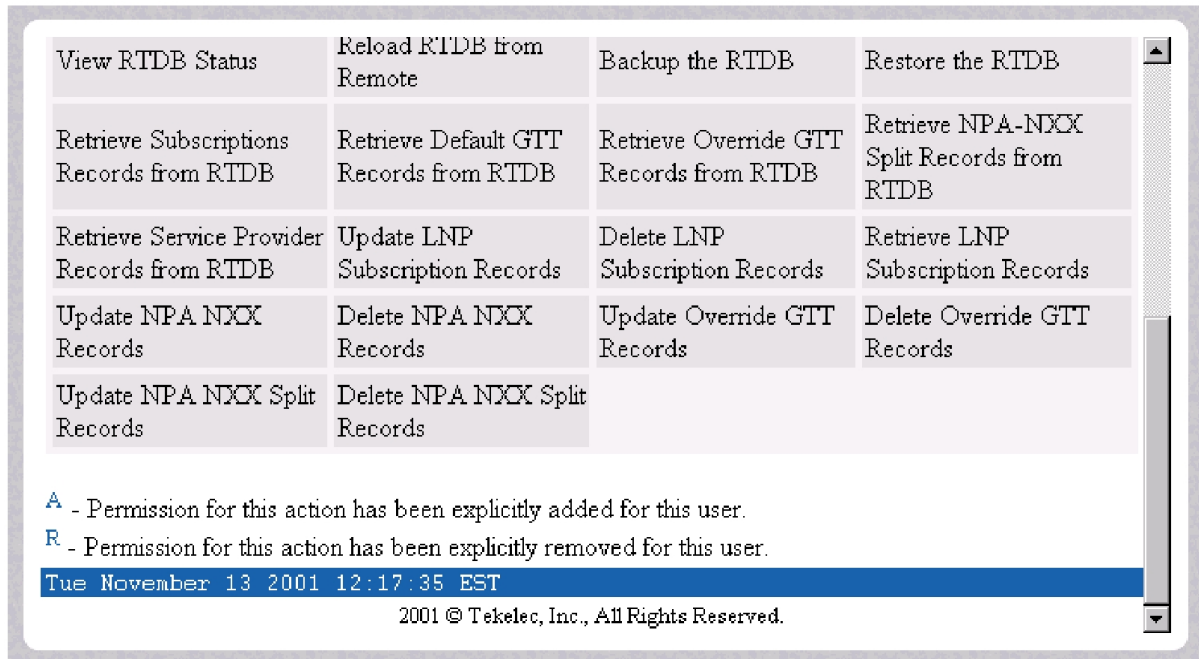 View RTDB Status
Reload RTDB from
Remote
Backup the RTDB
Restore the RTDB
Retrieve Subscriptions
Records from RTDB
Retrieve Default GTT
Records from RTDB
Retrieve Override GTT
Records from RTDB
Retrieve NPA-NXX
Split Records from
RTDB
Retrieve Service Provider
Records from RTDB
Update LNP
Subscription Records
Delete LNP
Subscription Records
Retrieve LNP
Subscription Records
Update NPA NXX
Records
Delete NPA NXX
Records
Update Override GTT
Records
Delete Override GTT
Records
Update NPA NXX Split
Records
Delete NPA NXX Split
Records
A - Permission for this action has been explicitly added for this user.
R - Permission for this action has been explicitly removed for this user.
Tue November 13 2001 12:17:35 EST
2001 © Tekelec, Inc., All Rights Reserved.